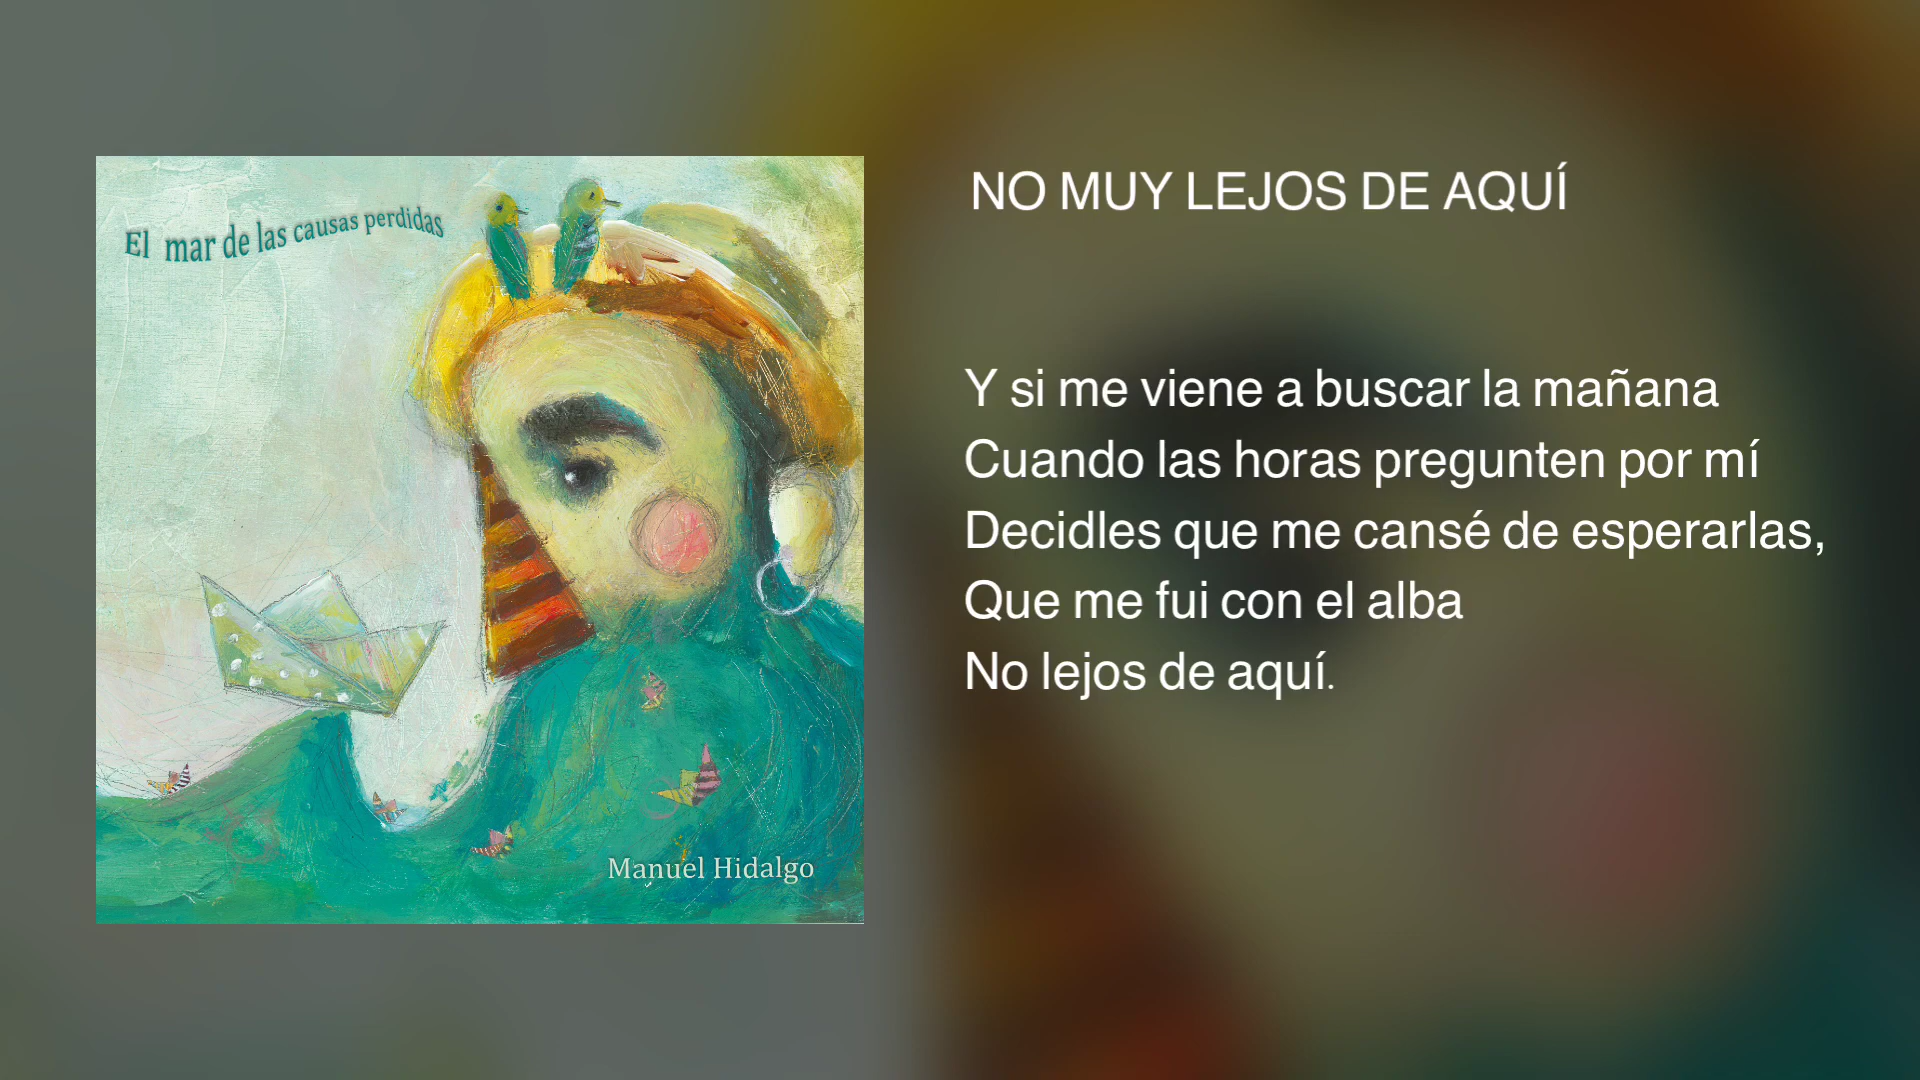 El mar de las causas perdidas
Manuel Hidalgo
NO MUY LEJOS DE AQUÍ
Y si me viene a buscar la mañana
Cuando las horas pregunten por mí
Decidles que me cansé de esperarlas,
Que me fui con el alba
No lejos de aquí.